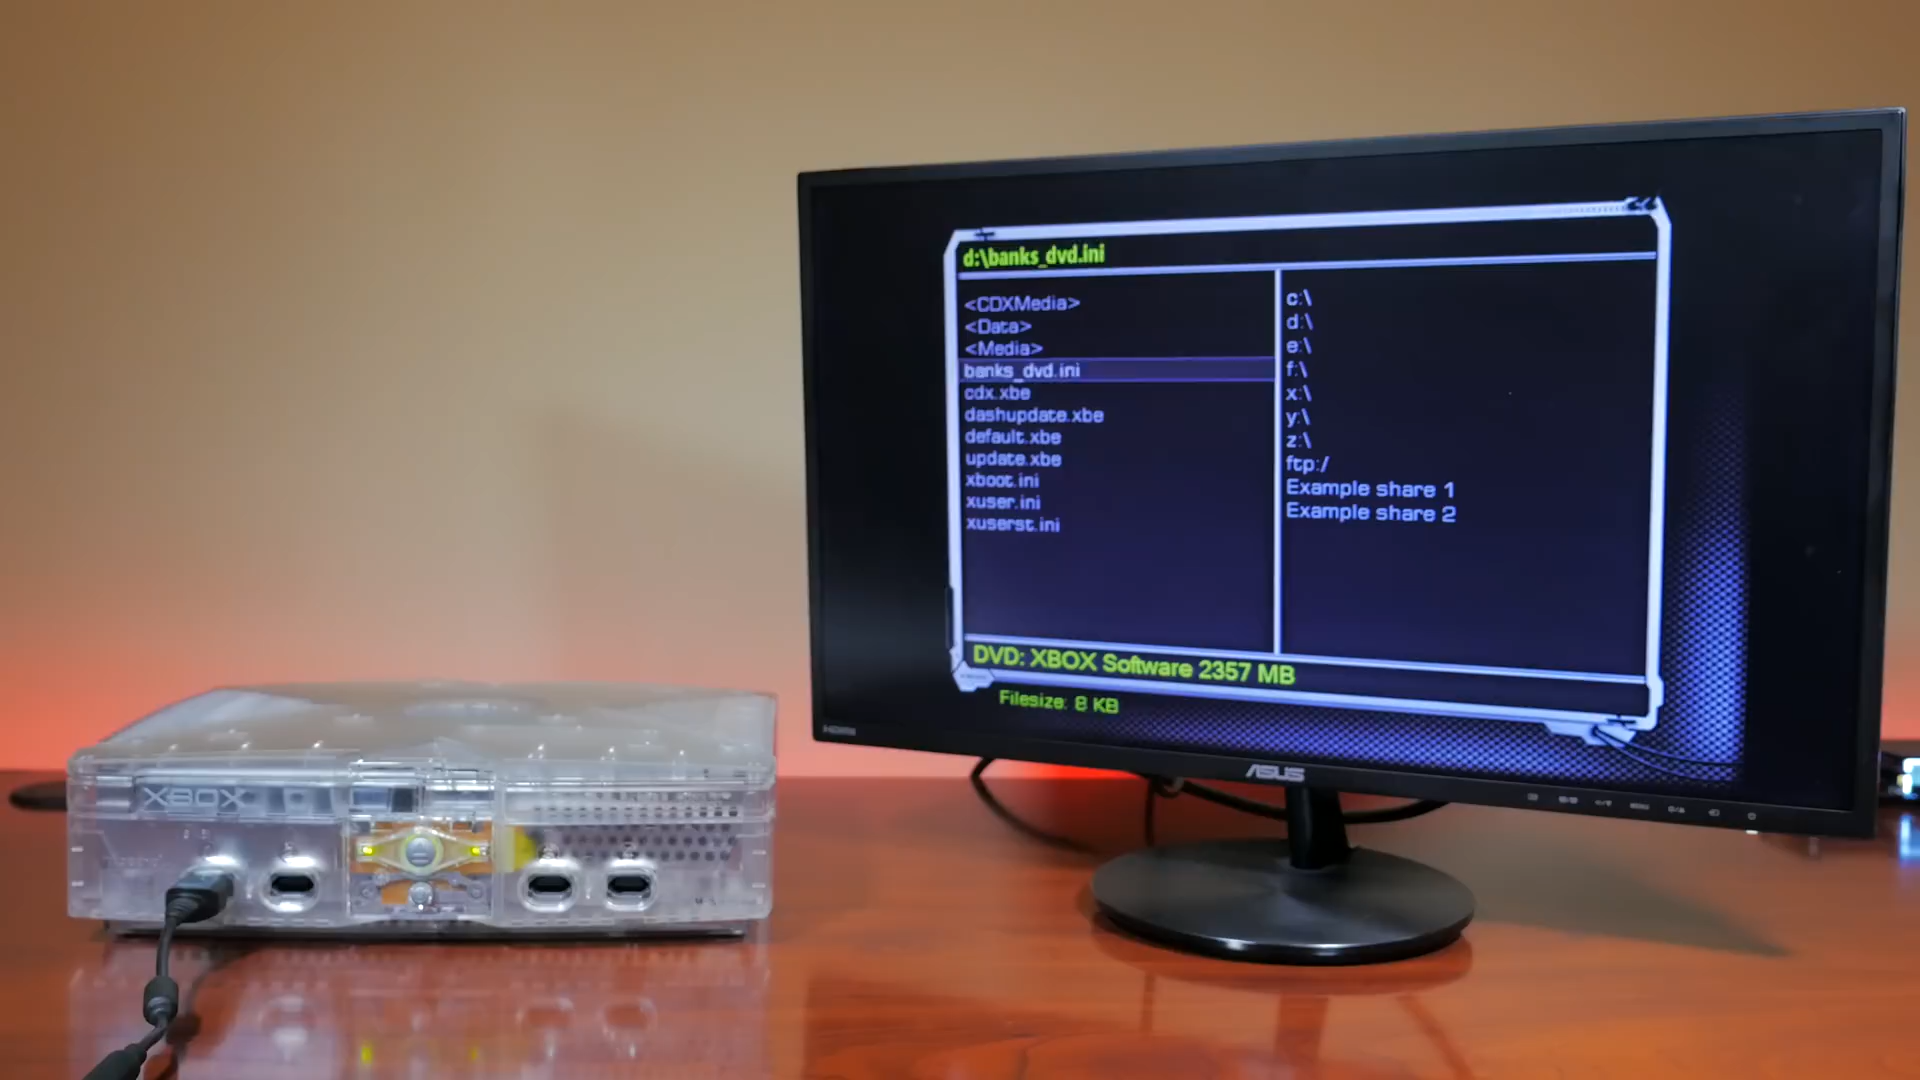 d:\banks_dvd.ini
<CDXMedia>
<Data>
<Media>
banks_dvd.ini
cdx.xbe
dashupdate.xbe
default.xbe
update.xbe
xboot.ini
xuser.ini
xuserst.ini
c:\
d:\
e:\
f:\
x:\
y:\
z:\
ftp:/
Example share 1
Example share 2
DVD: XBOX Software 2357 MB
Filesize: 8 KB
HDMI
ASUS
XBOX